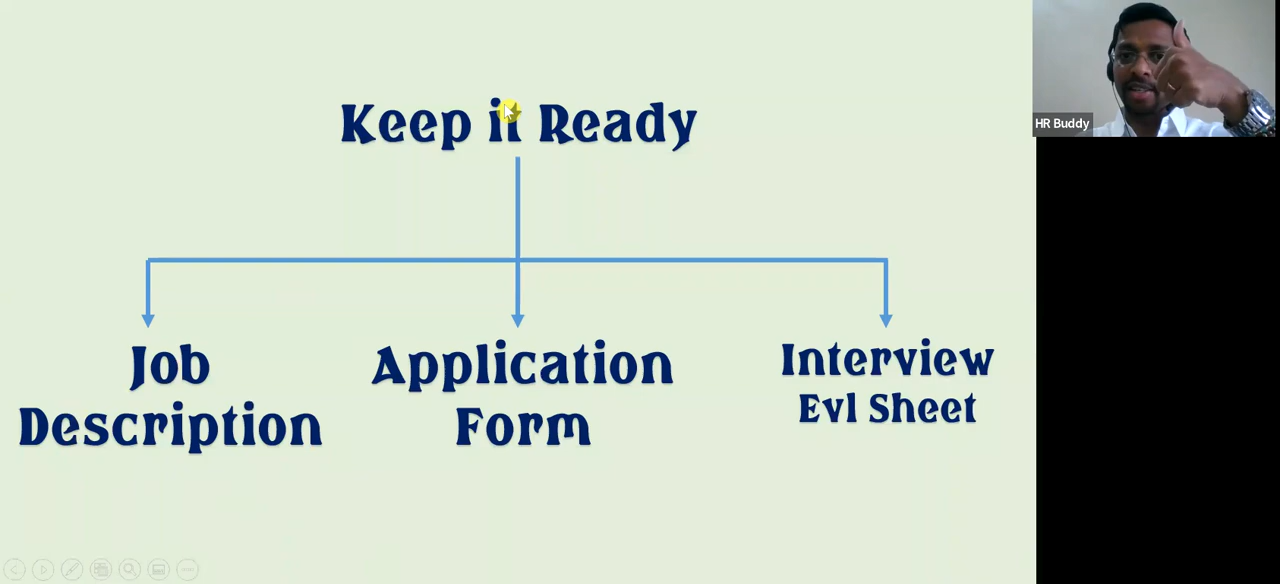 Keep it Ready
HR Buddy
Job
Description
Application
Form
Interview
Evl Sheet